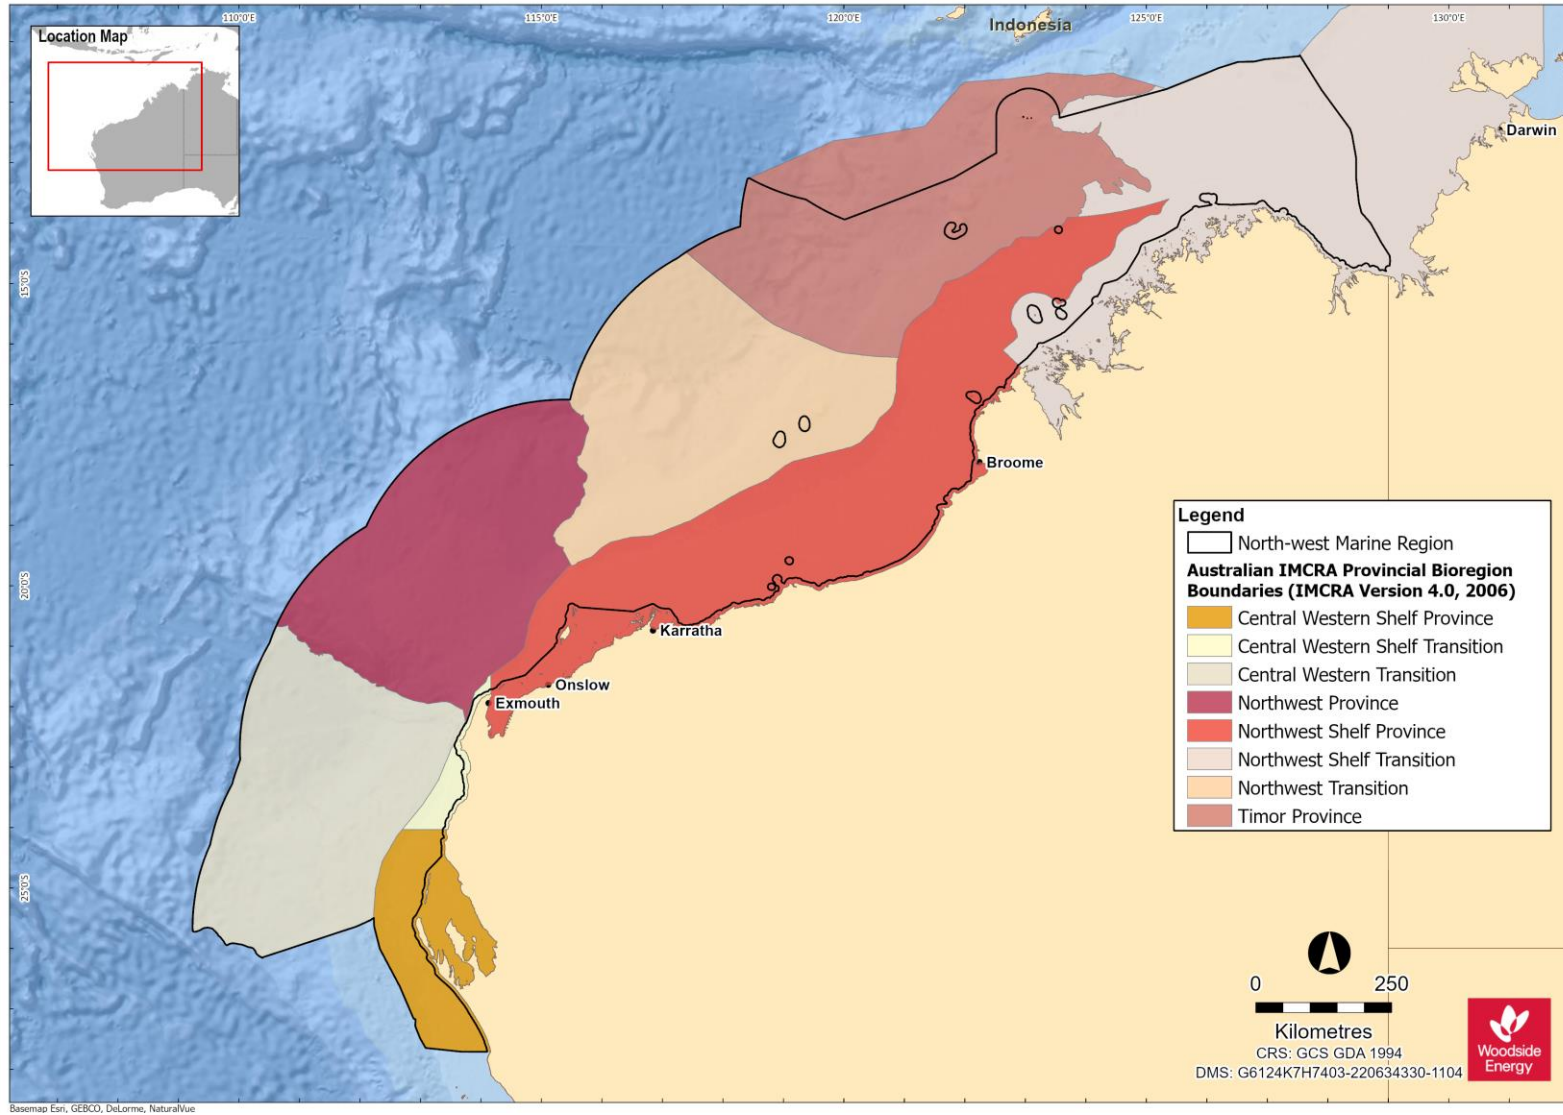 110°0'E
115°0'E
120°0'E
125°0'E
130°0'E
Location Map
Indonesia
Darwin
15°0'S
Broome
20°0'S
Karratha
Onslow
Exmouth
25°0'S
Legend
North-west Marine Region
Australian IMCRA Provincial Bioregion
Boundaries (IMCRA Version 4.0, 2006)
Central Western Shelf Province
Central Western Shelf Transition
Central Western Transition
Northwest Province
Northwest Shelf Province
Northwest Shelf Transition
Northwest Transition
Timor Province
0 250
Kilometres
CRS: GCS GDA 1994
DMS: G6124K7H7403-220634330-1104
Woodside
Energy
Basemap Esri, GEBCO, DeLorme, NaturalVue